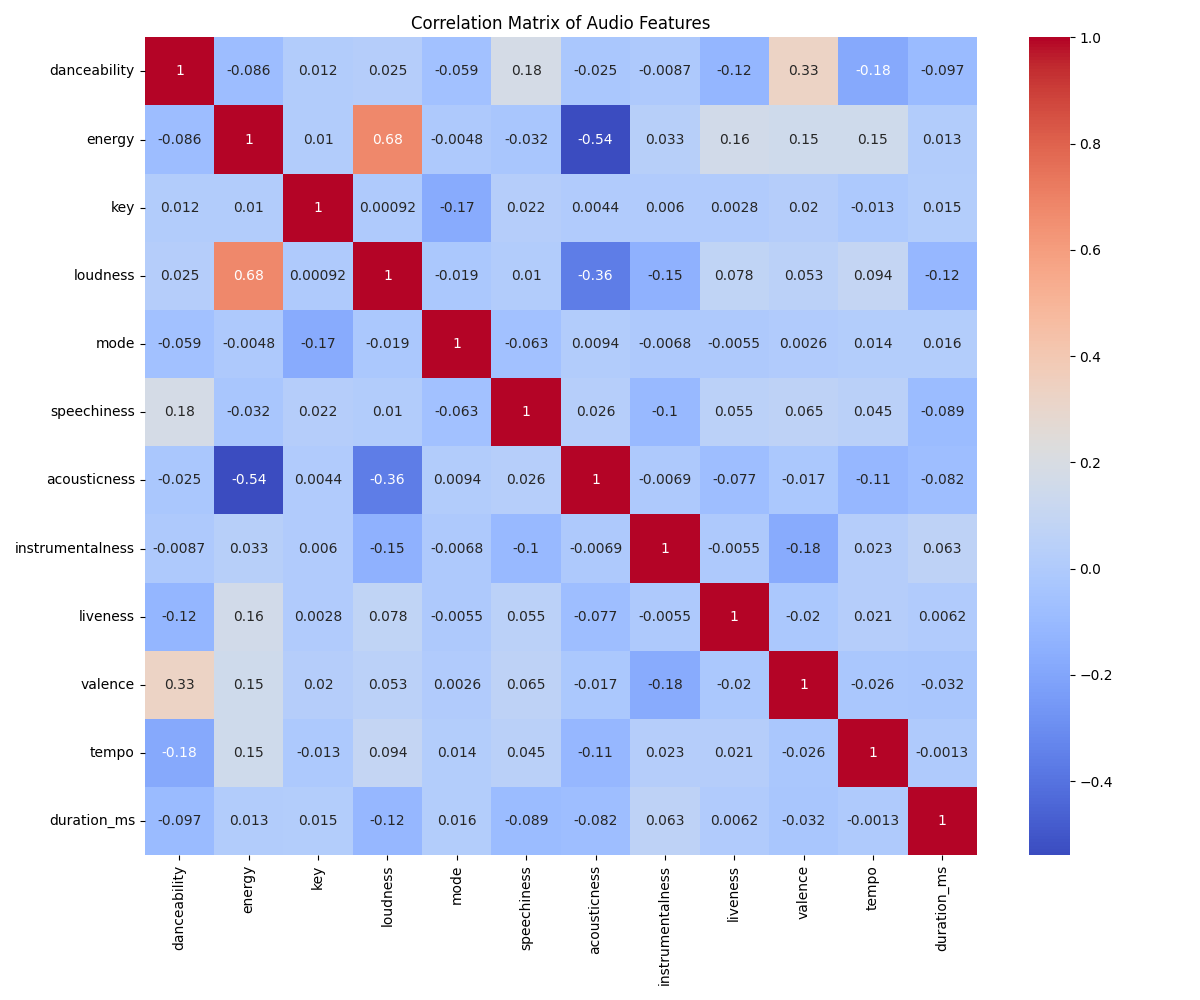 Correlation Matrix of Audio Features
danceability 1 -0.086 0.012 0.025 -0.059 0.18 -0.025 -0.0087 -0.12 0.33 -0.18 -0.097
energy -0.086 1 0.01 0.68 -0.0048 -0.032 -0.54 0.033 0.16 0.15 0.15 0.013
key 0.012 0.01 1 0.00092 -0.17 0.022 0.0044 0.006 0.0028 0.02 -0.013 0.015
loudness 0.025 0.68 0.00092 1 -0.019 0.01 -0.36 -0.15 0.078 0.053 0.094 -0.12
mode -0.059 -0.0048 -0.17 -0.019 1 -0.063 0.0094 -0.0068 -0.0055 0.0026 0.014 0.016
speechiness 0.18 -0.032 0.022 0.01 -0.063 1 0.026 -0.1 0.055 0.065 0.045 -0.089
acousticness -0.025 -0.54 0.0044 -0.36 0.0094 0.026 1 -0.0069 -0.077 -0.017 -0.11 -0.082
instrumentalness -0.0087 0.033 0.006 -0.15 -0.0068 -0.1 -0.0069 1 -0.0055 -0.18 0.023 0.063
liveness -0.12 0.16 0.0028 0.078 -0.0055 0.055 -0.077 -0.0055 1 -0.02 0.021 0.0062
valence 0.33 0.15 0.02 0.053 0.0026 0.065 -0.017 -0.18 -0.02 1 -0.026 -0.032
tempo -0.18 0.15 -0.013 0.094 0.014 0.045 -0.11 0.023 0.021 -0.026 1 -0.0013
duration_ms -0.097 0.013 0.015 -0.12 0.016 -0.089 -0.082 0.063 0.0062 -0.032 -0.0013 1
danceability energy key loudness mode speechiness acousticness instrumentalness liveness valence tempo duration_ms
1.0
0.8
0.6
0.4
0.2
0.0
−0.2
−0.4